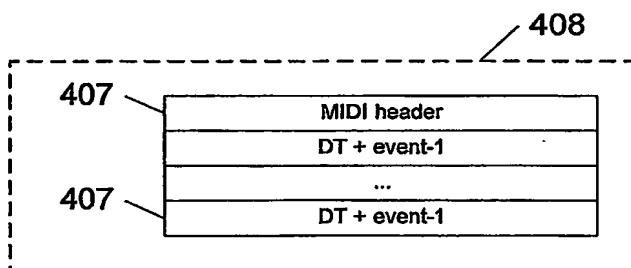 408
407
MIDI header
DT + event-1
...
407
DT + event-1